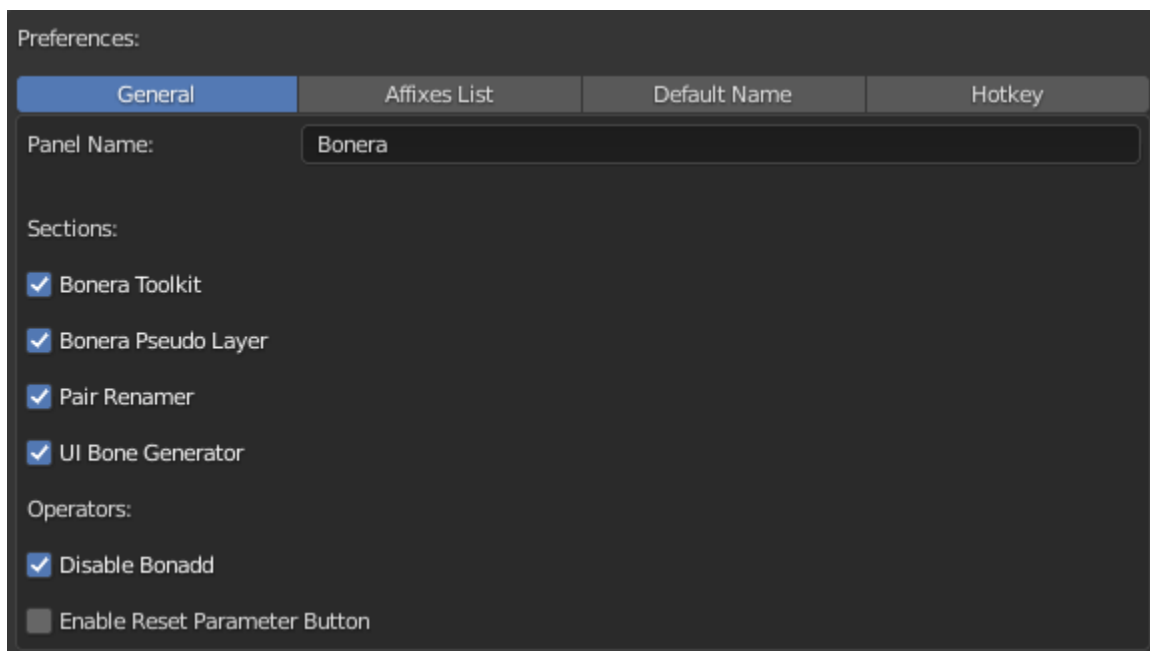 Preferences:
General Affixes List Default Name Hotkey
Panel Name: Bonera
Sections:
Bonera Toolkit
Bonera Pseudo Layer
Pair Renamer
UI Bone Generator
Operators:
Disable Bonadd
Enable Reset Parameter Button